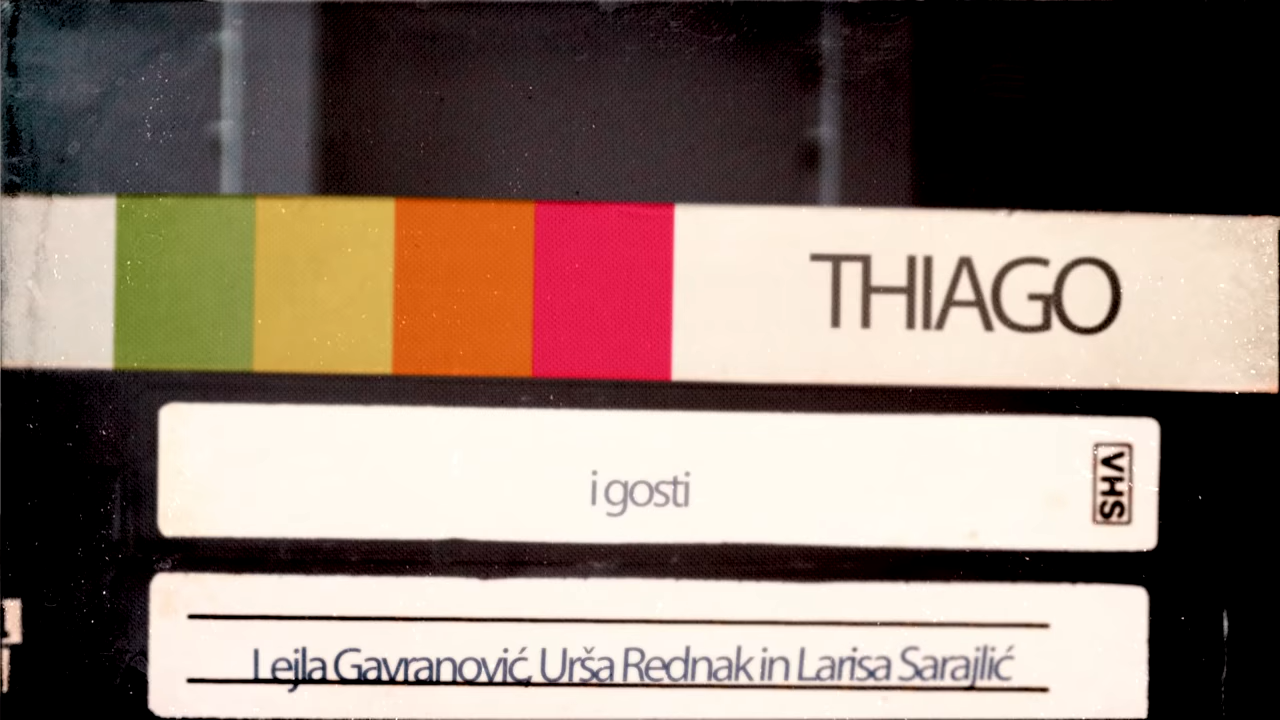 THIAGO
i gosti
VHS
Lejla Gavranović, Urša Rednak in Larisa Sarajlić